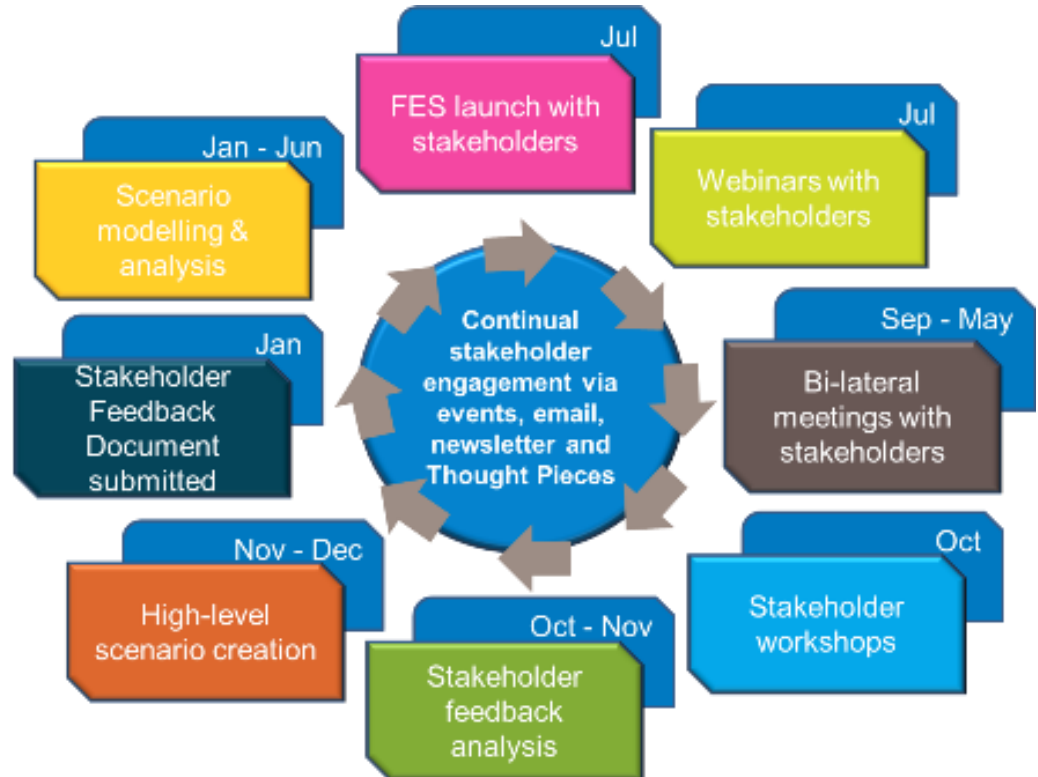 Jul
FES launch with
stakeholders
Jul
Webinars with
stakeholders
Sep - May
Bi-lateral
meetings with
stakeholders
Oct
Stakeholder
workshops
Oct - Nov
Stakeholder
feedback
analysis
Nov - Dec
High-level
scenario creation
Jan
Stakeholder
Feedback
Document
submitted
Jan - Jun
Scenario
modelling &
analysis
Continual
stakeholder
engagement via
events, email,
newsletter and
Thought Pieces